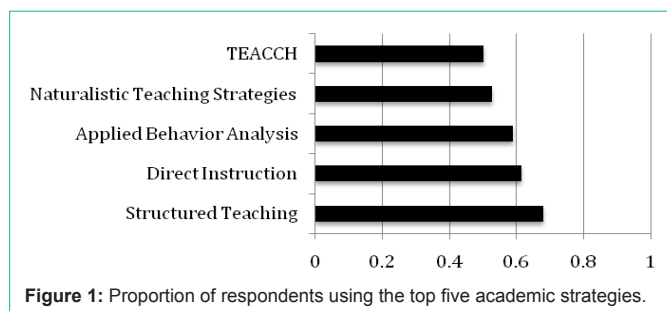 TEACCH
Naturalistic Teaching Strategies
Applied Behavior Analysis
Direct Instruction
Structured Teaching
0 0.2 0.4 0.6 0.8 1
Figure 1: Proportion of respondents using the top five academic strategies.